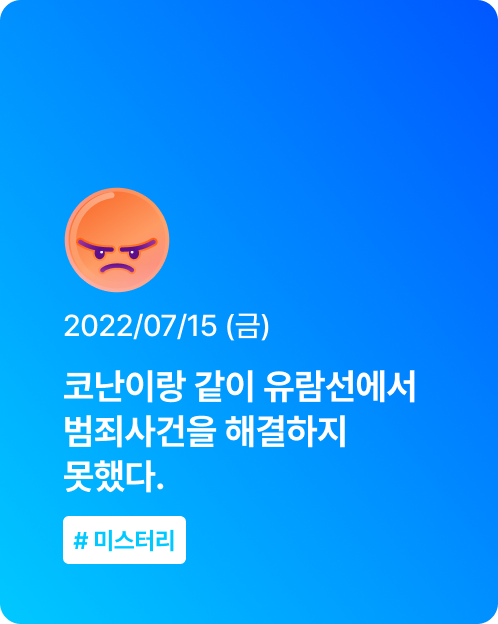 2022/07/15 (금)
코난이랑 같이 유람선에서
범죄사건을 해결하지
못했다.
# 미스터리